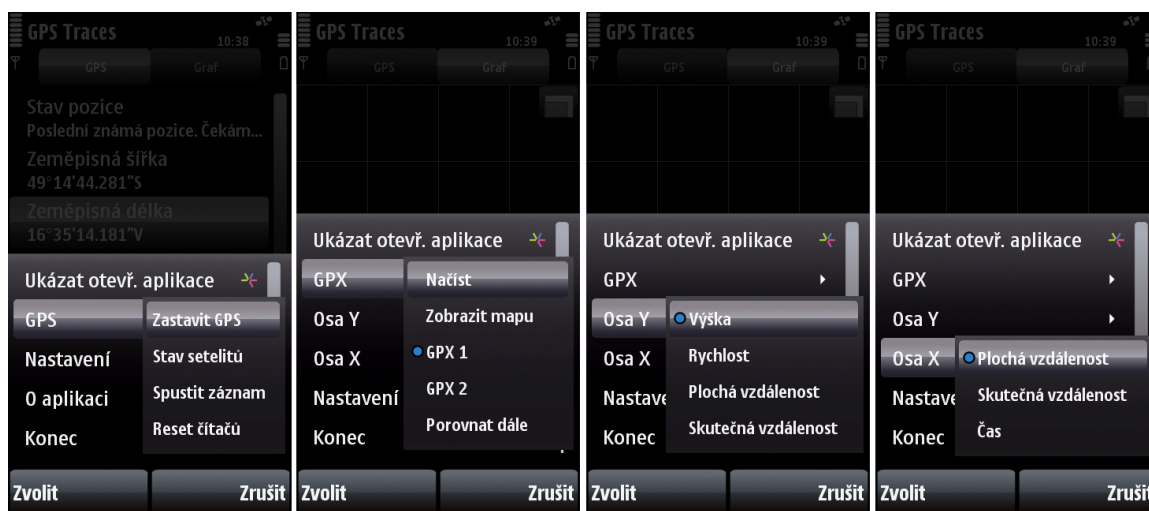 GPS Traces
10:38
GPS Graf
Stav pozice
Poslední známá pozice. Čekám...
Zeměpisná šířka
49°14'44.281"S
Zeměpisná délka
16°35'14.181"V
Ukázat otevř. aplikace
GPS
Zastavit GPS
Nastavení
Stav setelitů
O aplikaci
Spustit záznam
Konec
Reset čítačů
Zvolit Zrušit
GPS Traces
10:39
GPS Graf
Ukázat otevř. aplikace
GPX
Načíst
Osa Y
Zobrazit mapu
Osa X
GPX 1
Nastavení
GPX 2
Konec
Porovnat dále
Zvolit Zrušit
GPS Traces
10:39
GPS Graf
Ukázat otevř. aplikace
GPX
Osa Y
Výška
Osa X
Rychlost
Nastave
Plochá vzdálenost
Konec
Skutečná vzdálenost
Zvolit Zrušit
GPS Traces
10:39
GPS Graf
Ukázat otevř. aplikace
GPX
Osa Y
Osa X
Plochá vzdálenost
Nastave
Skutečná vzdálenost
Konec
Čas
Zvolit Zrušit